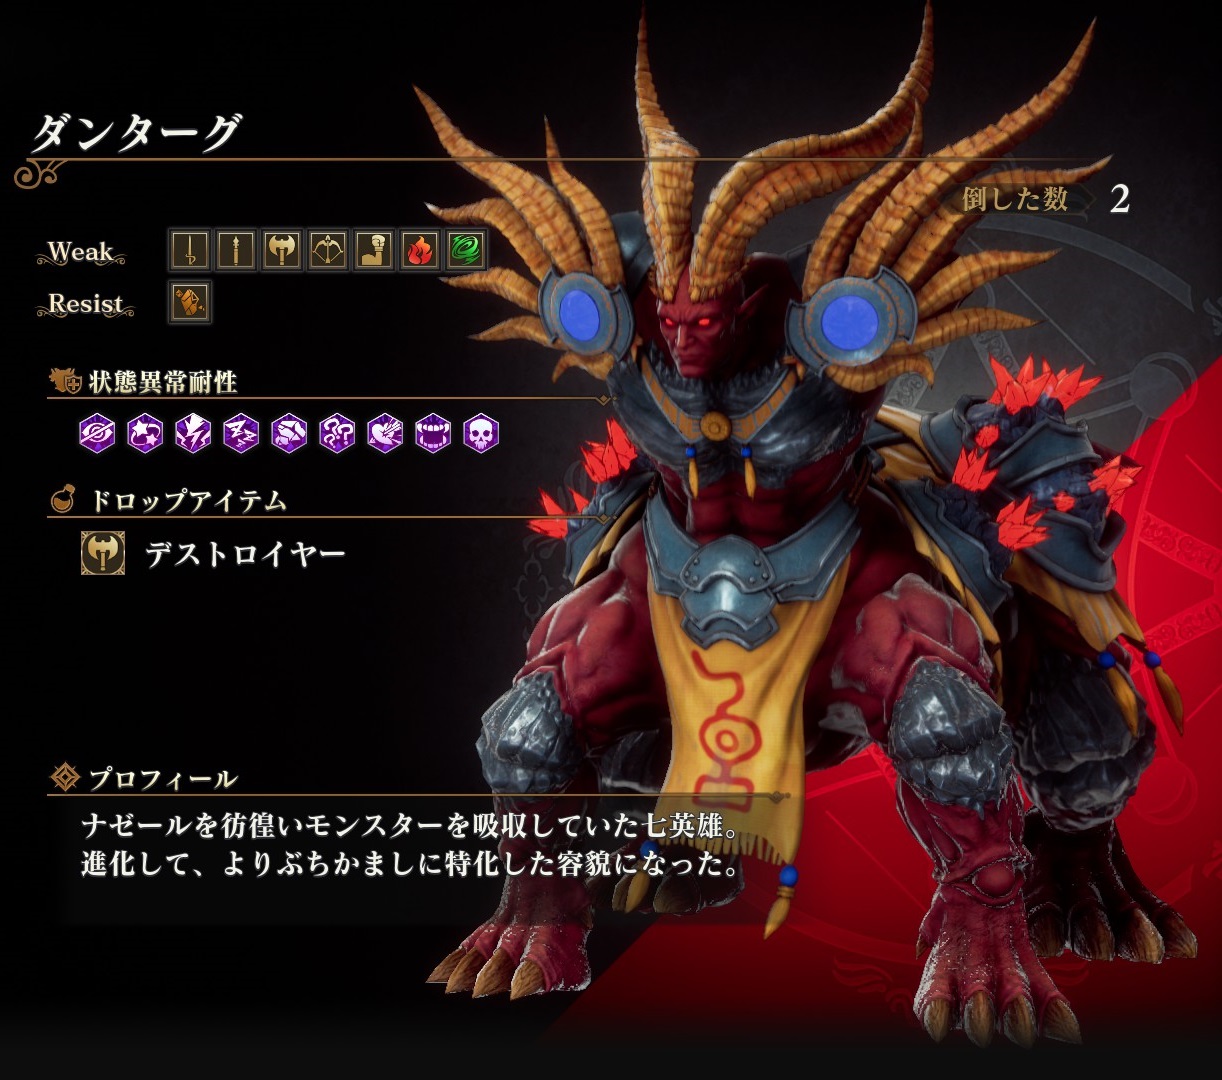 ダンターグ
倒した数 2
Weak
Resist
状態異常耐性
ドロップアイテム
デストロイヤー
プロフィール
ナゼールを彷徨いモンスターを吸収していた七英雄。
進化して、よりぶちかましに特化した容貌になった。